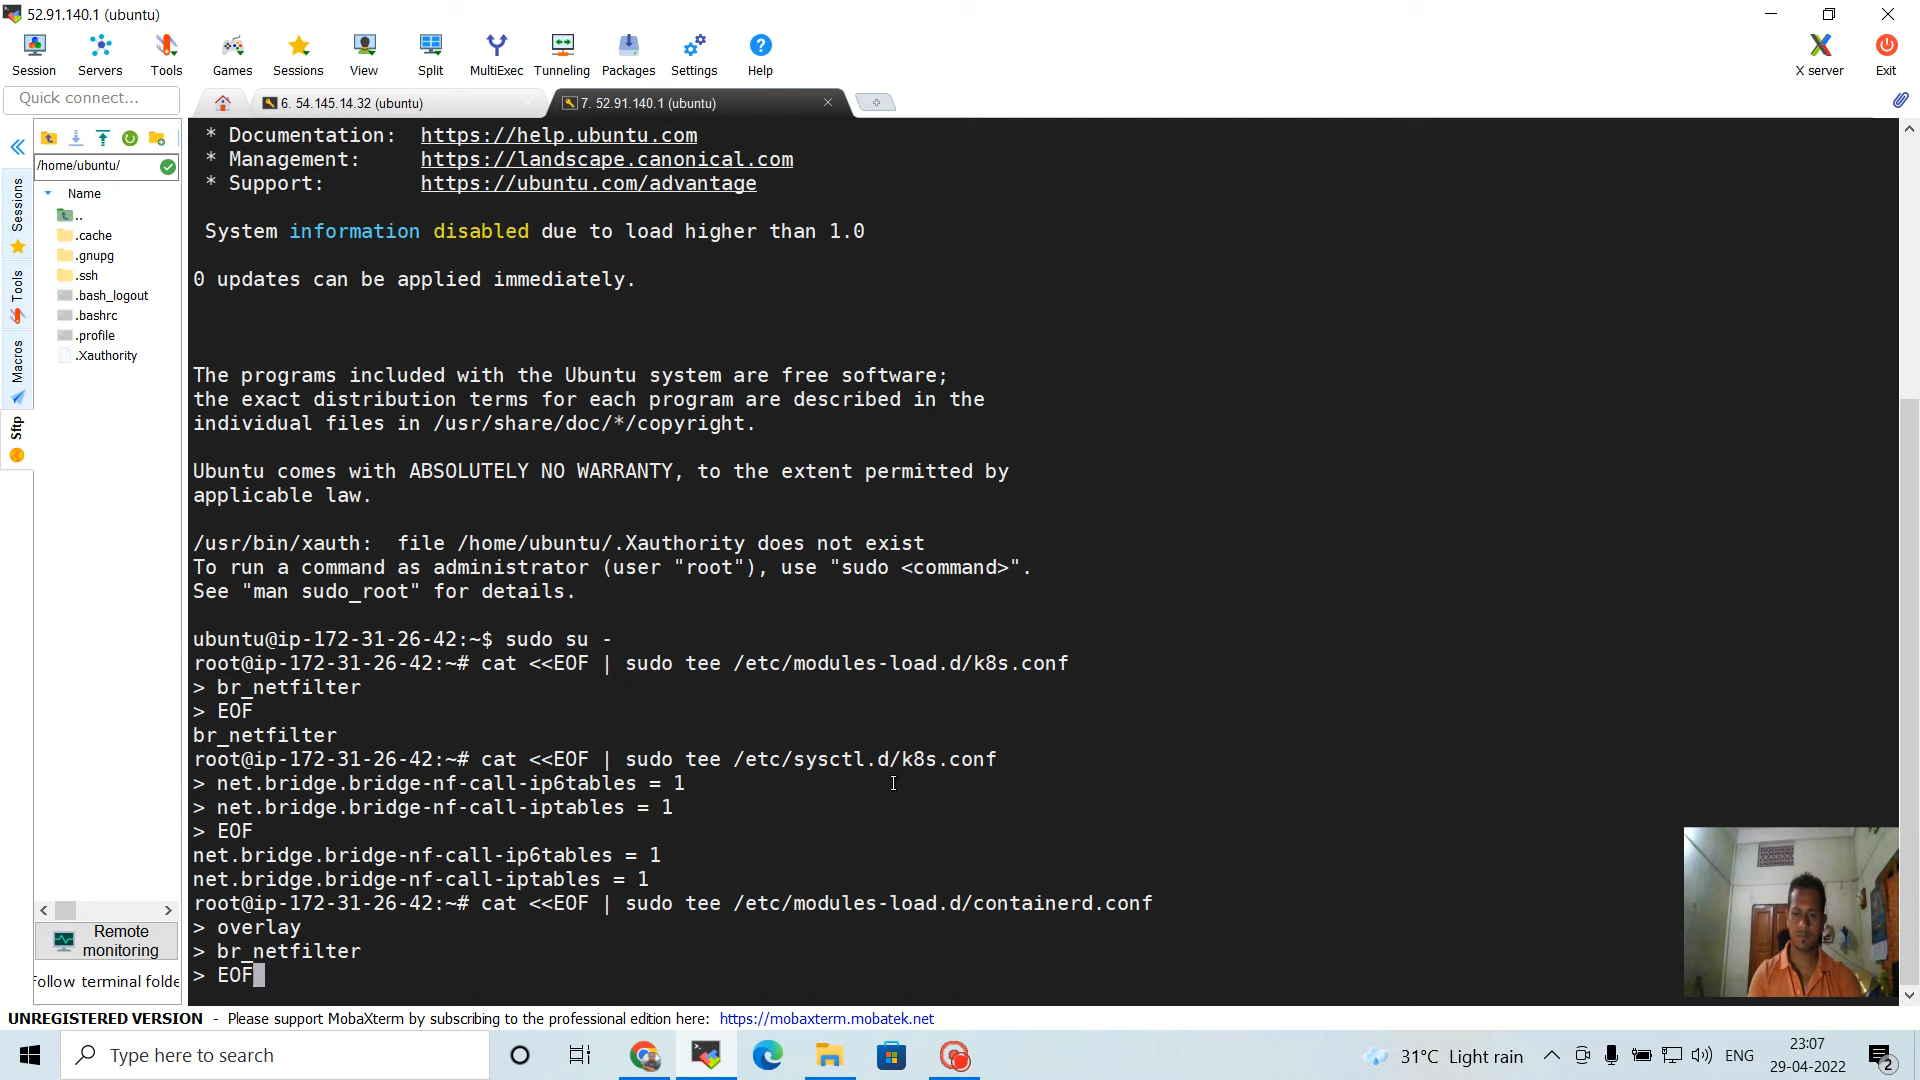 52.91.140.1 (ubuntu)
Session
Servers
Tools
Games
Sessions
View
Split
MultiExec
Tunneling
Packages
Settings
Help
X server
Exit
Quick connect...
6. 54.145.14.32 (ubuntu)
7. 52.91.140.1 (ubuntu)
/home/ubuntu/
Name
..
.cache
.gnupg
.ssh
.bash_logout
.bashrc
.profile
.Xauthority
Sessions
Tools
Macros
Sftp
Remote
monitoring
Follow terminal folde
* Documentation: https://help.ubuntu.com
* Management: https://landscape.canonical.com
* Support: https://ubuntu.com/advantage
System information disabled due to load higher than 1.0
0 updates can be applied immediately.
The programs included with the Ubuntu system are free software;
the exact distribution terms for each program are described in the
individual files in /usr/share/doc/*/copyright.
Ubuntu comes with ABSOLUTELY NO WARRANTY, to the extent permitted by
applicable law.
/usr/bin/xauth:  file /home/ubuntu/.Xauthority does not exist
To run a command as administrator (user "root"), use "sudo <command>".
See "man sudo_root" for details.
ubuntu@ip-172-31-26-42:~$ sudo su -
root@ip-172-31-26-42:~# cat <<EOF | sudo tee /etc/modules-load.d/k8s.conf
> br_netfilter
> EOF
br_netfilter
root@ip-172-31-26-42:~# cat <<EOF | sudo tee /etc/sysctl.d/k8s.conf
> net.bridge.bridge-nf-call-ip6tables = 1
> net.bridge.bridge-nf-call-iptables = 1
> EOF
net.bridge.bridge-nf-call-ip6tables = 1
net.bridge.bridge-nf-call-iptables = 1
root@ip-172-31-26-42:~# cat <<EOF | sudo tee /etc/modules-load.d/containerd.conf
> overlay
> br_netfilter
> EOF
UNREGISTERED VERSION - Please support MobaXterm by subscribing to the professional edition here: https://mobaxterm.mobatek.net
Type here to search
31°C Light rain
ENG
23:07
29-04-2022
2